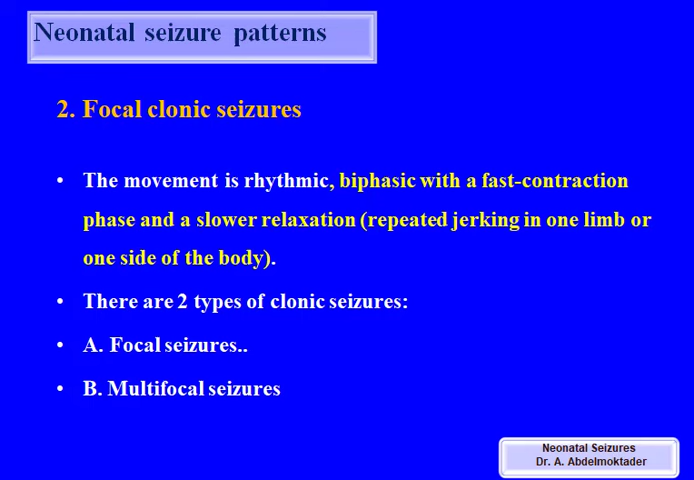 Neonatal seizure patterns
2. Focal clonic seizures
• The movement is rhythmic, biphasic with a fast-contraction
phase and a slower relaxation (repeated jerking in one limb or
one side of the body).
• There are 2 types of clonic seizures:
• A. Focal seizures..
• B. Multifocal seizures
Neonatal Seizures
Dr. A. Abdelmoktader